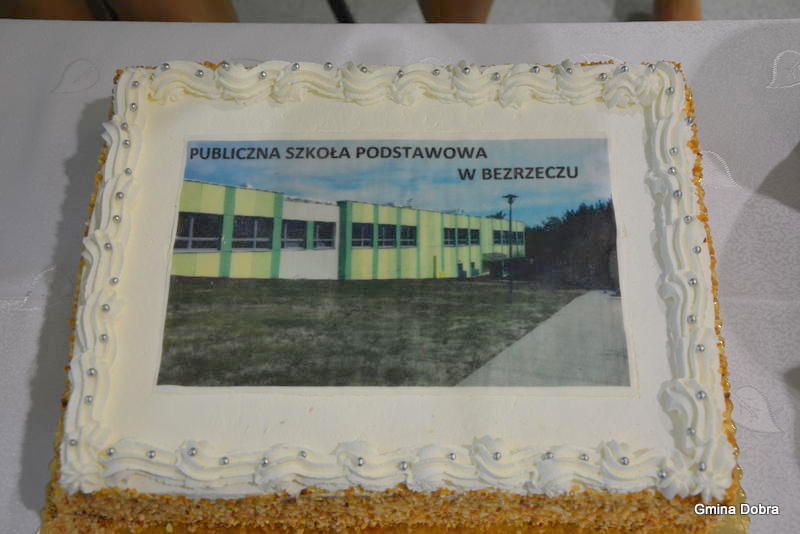 PUBLICZNA SZKOŁA PODSTAWOWA
W BEZRZECZU
Gmina Dobra